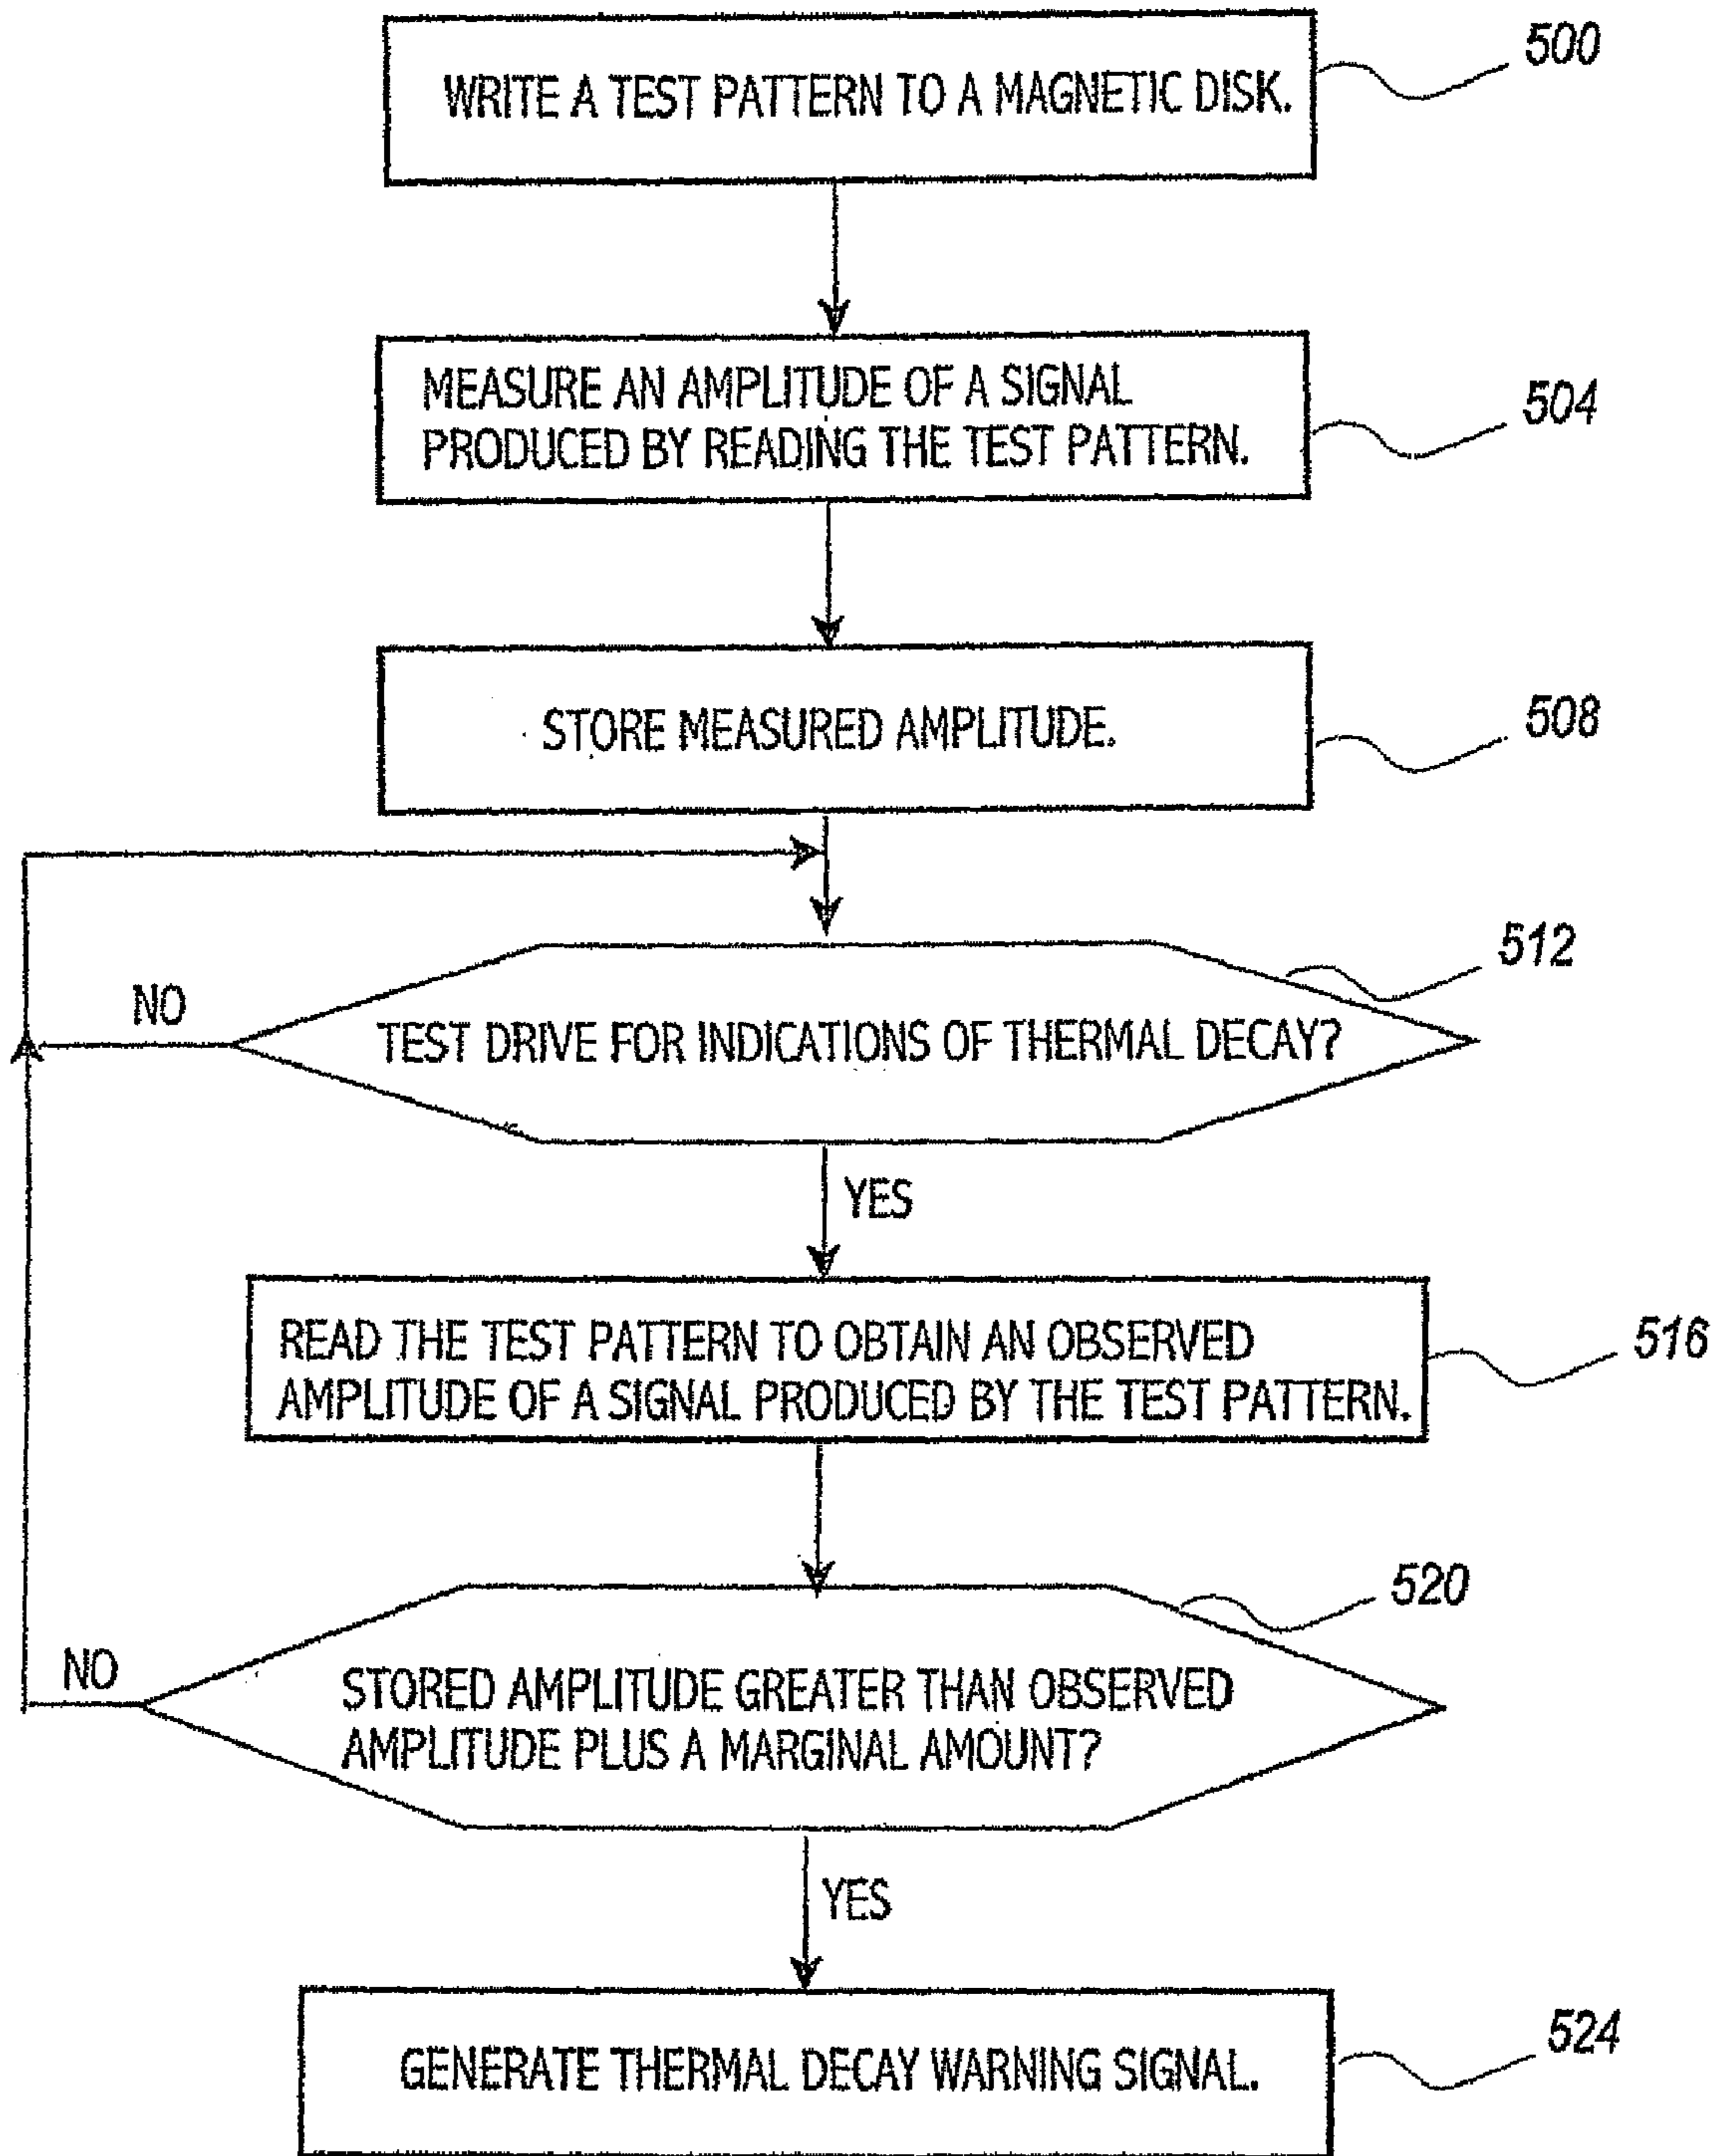 500
WRITE A TEST PATTERN TO A MAGNETIC DISK.
MEASURE AN AMPLITUDE OF A SIGNAL
PRODUCED BY READING THE TEST PATTERN.
504
STORE MEASURED AMPLITUDE.
508
512
NO
TEST DRIVE FOR INDICATIONS OF THERMAL DECAY?
YES
READ THE TEST PATTERN TO OBTAIN AN OBSERVED
AMPLITUDE OF A SIGNAL PRODUCED BY THE TEST PATTERN.
516
520
NO
STORED AMPLITUDE GREATER THAN OBSERVED
AMPLITUDE PLUS A MARGINAL AMOUNT?
YES
GENERATE THERMAL DECAY WARNING SIGNAL.
524